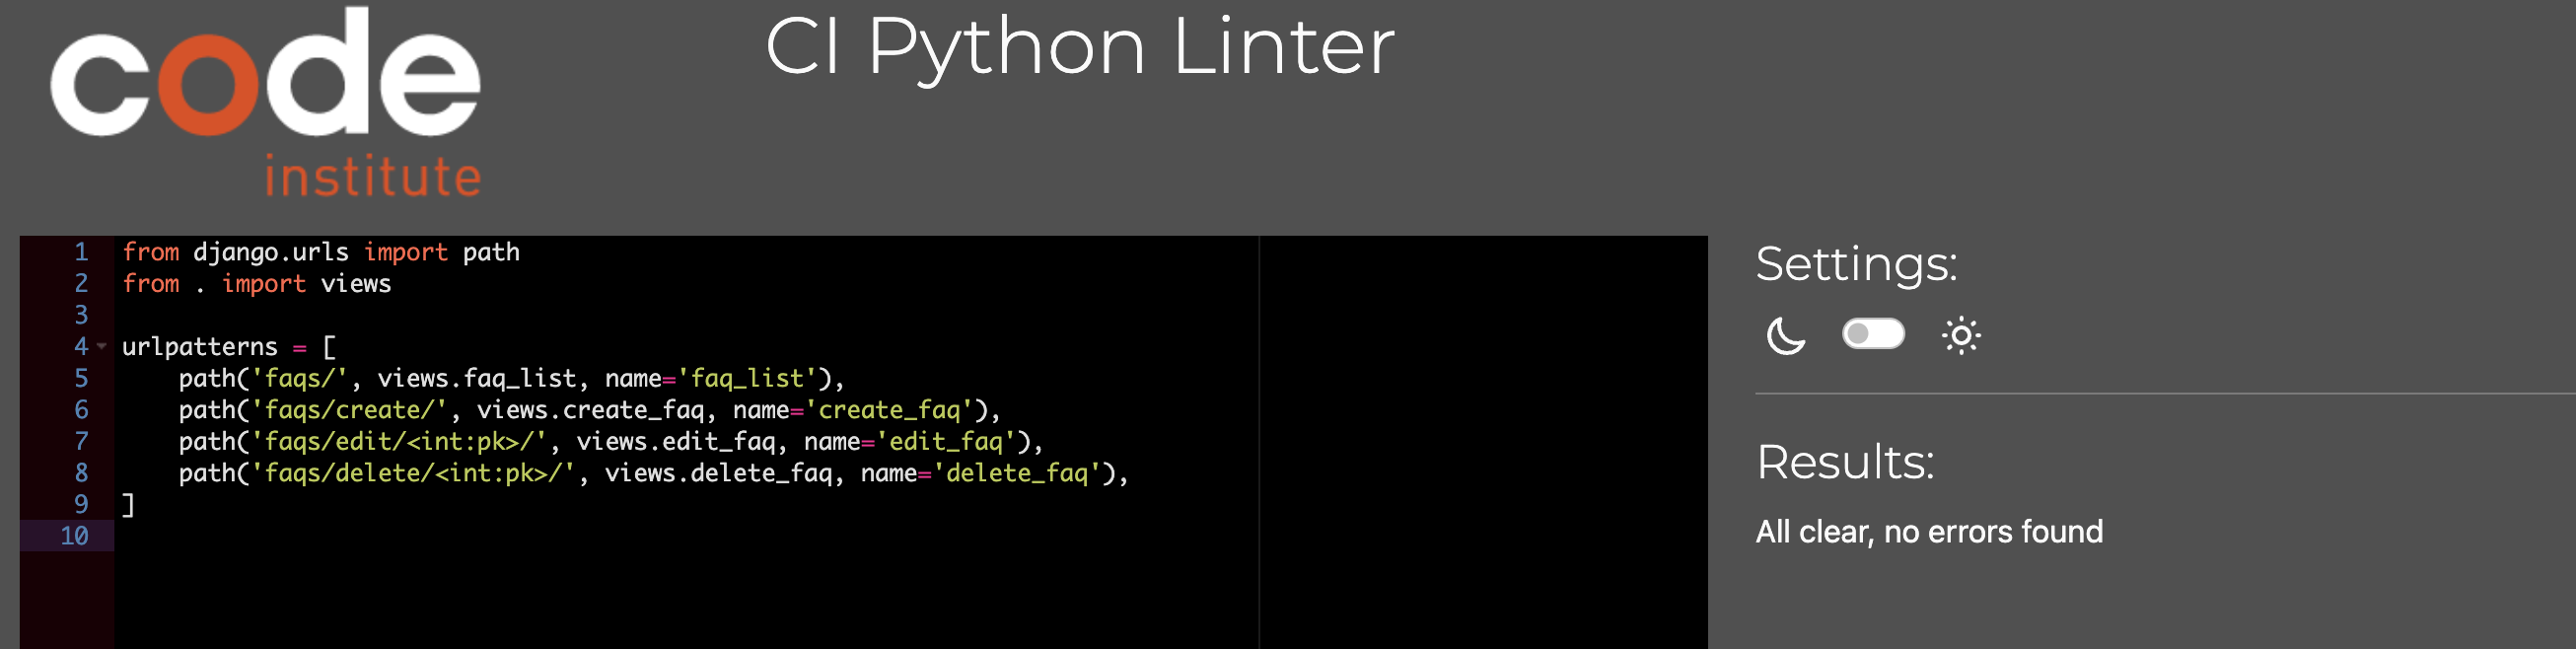 code
institute
CI Python Linter
1 from django.urls import path
2 from . import views
3
4 urlpatterns = [
5     path('faqs/', views.faq_list, name='faq_list'),
6     path('faqs/create/', views.create_faq, name='create_faq'),
7     path('faqs/edit/<int:pk>/', views.edit_faq, name='edit_faq'),
8     path('faqs/delete/<int:pk>/', views.delete_faq, name='delete_faq'),
9 ]
10
Settings:
Results:
All clear, no errors found